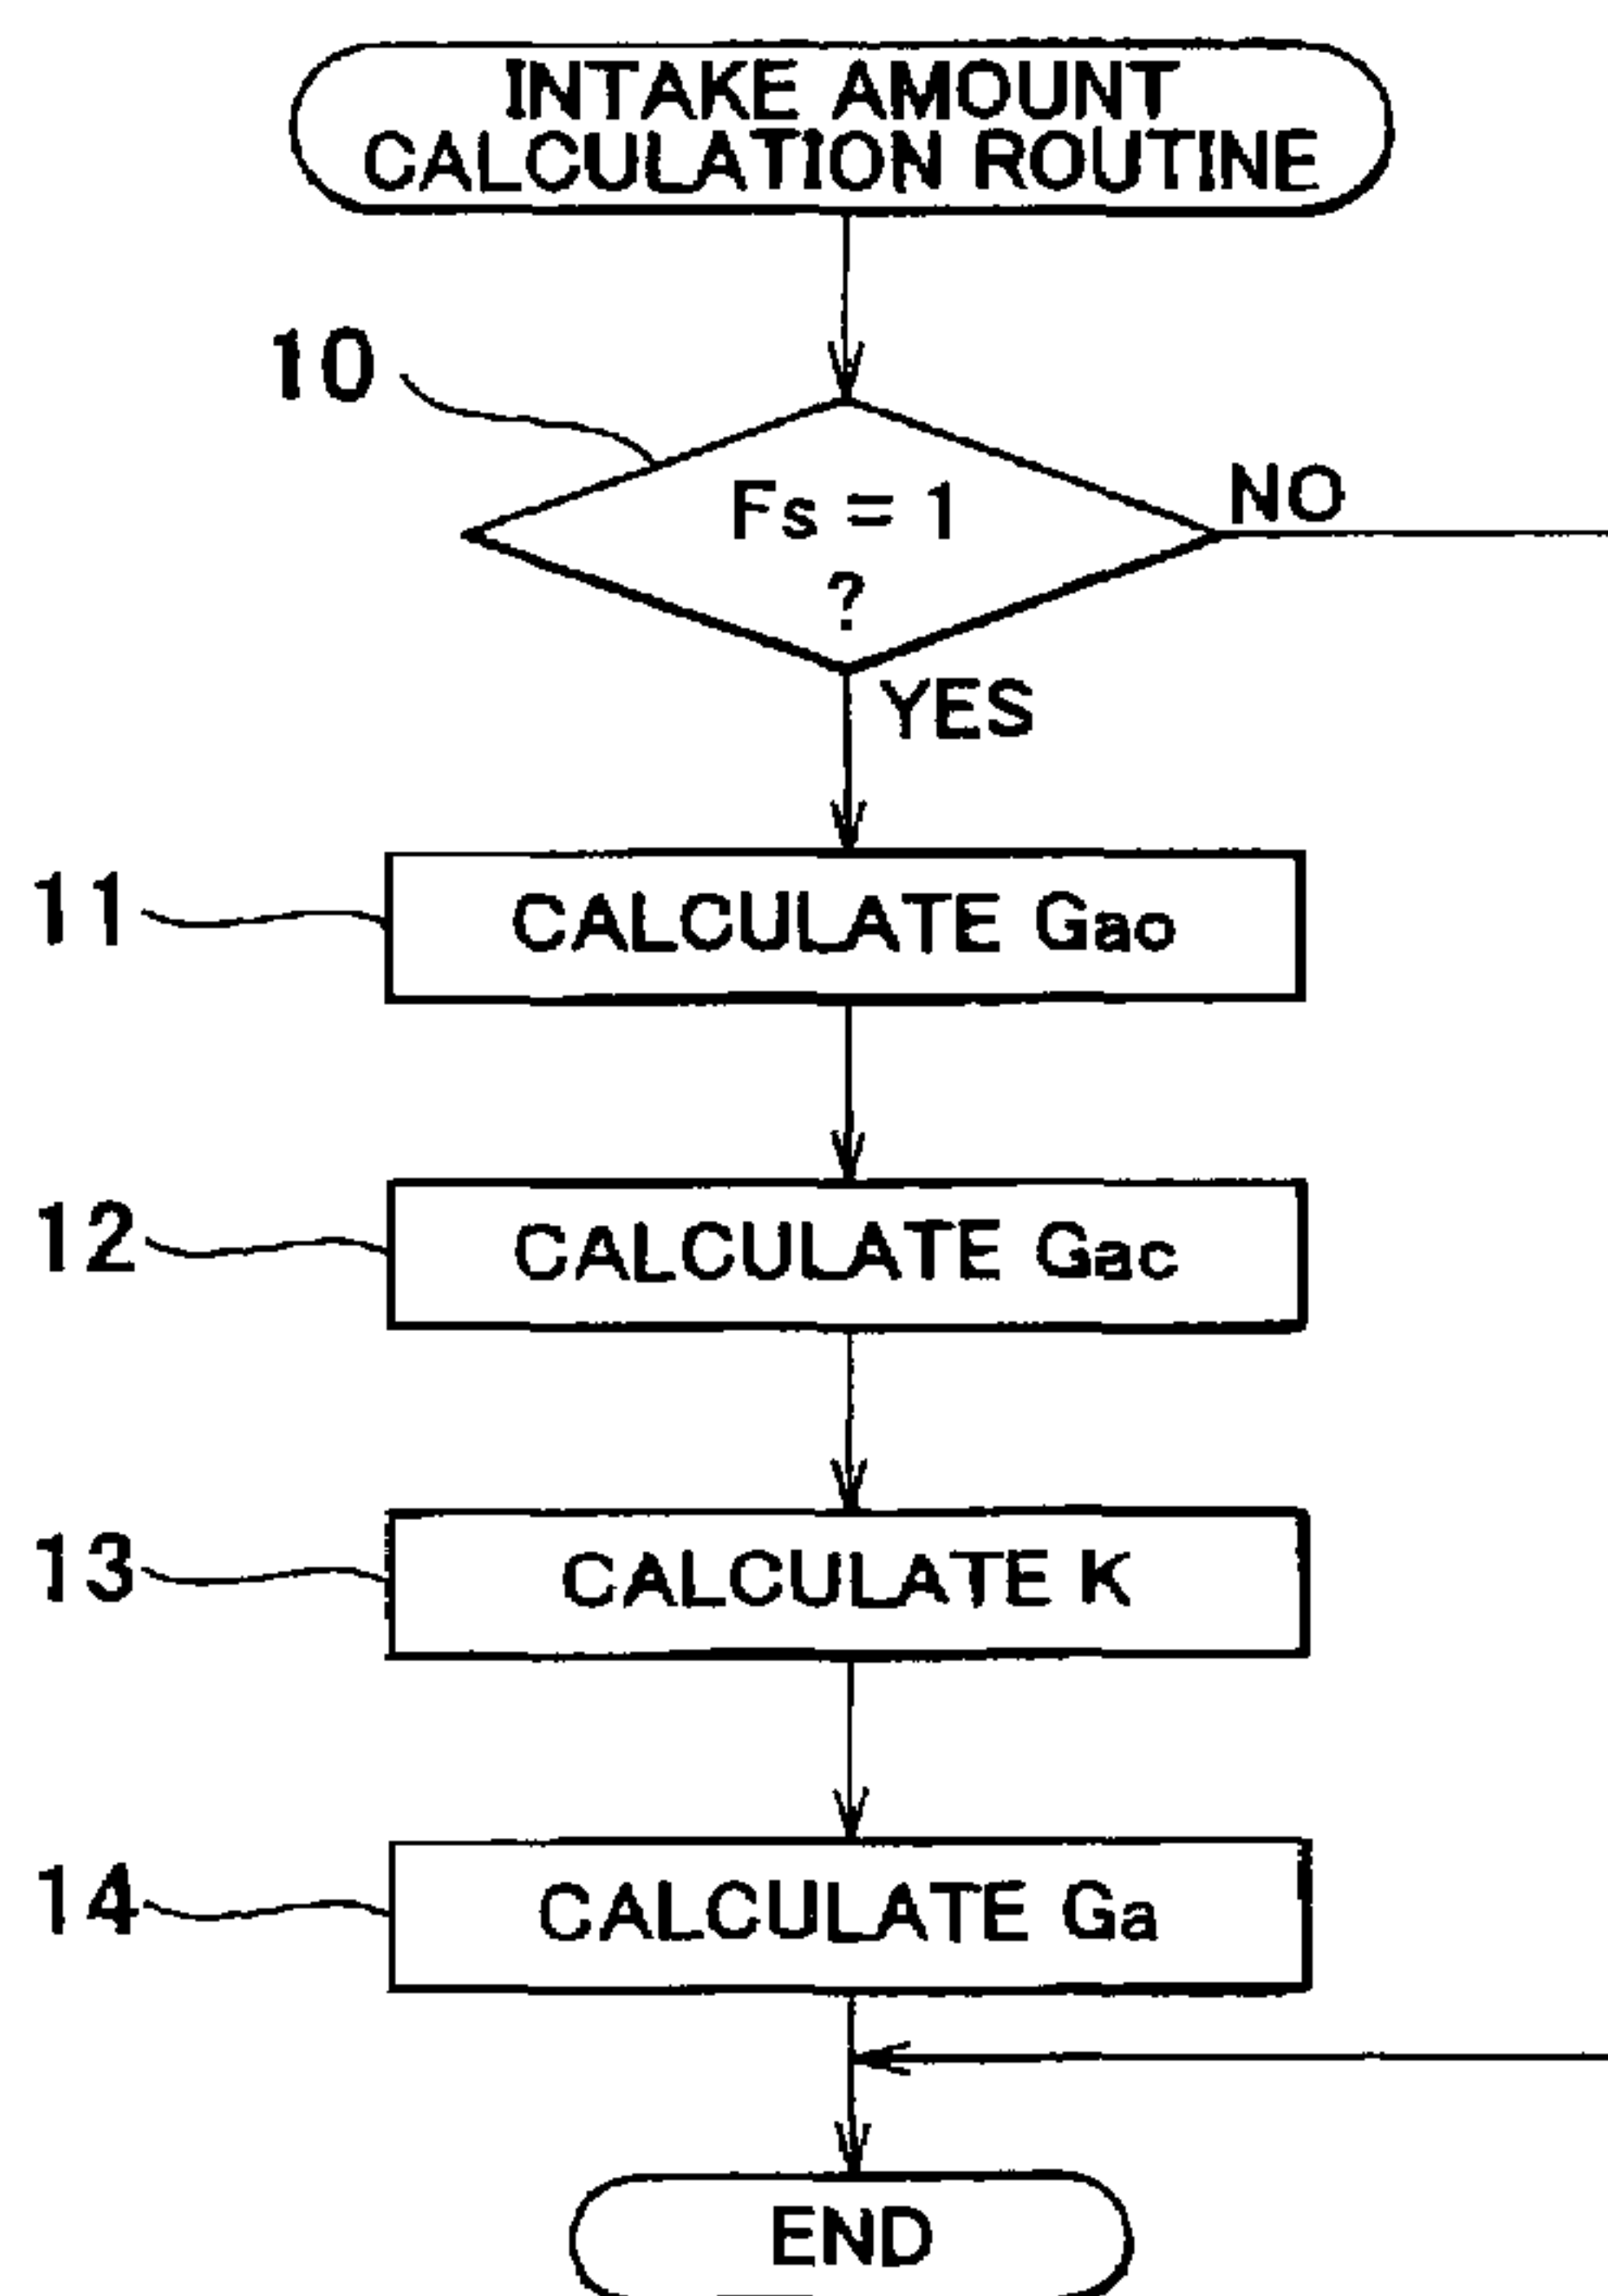 INTAKE AMOUNT
CALCULATION ROUTINE
10
Fs = 1
?
NO
YES
11
CALCULATE Gao
12
CALCULATE Gac
13
CALCULATE K
14
CALCULATE Ga
END